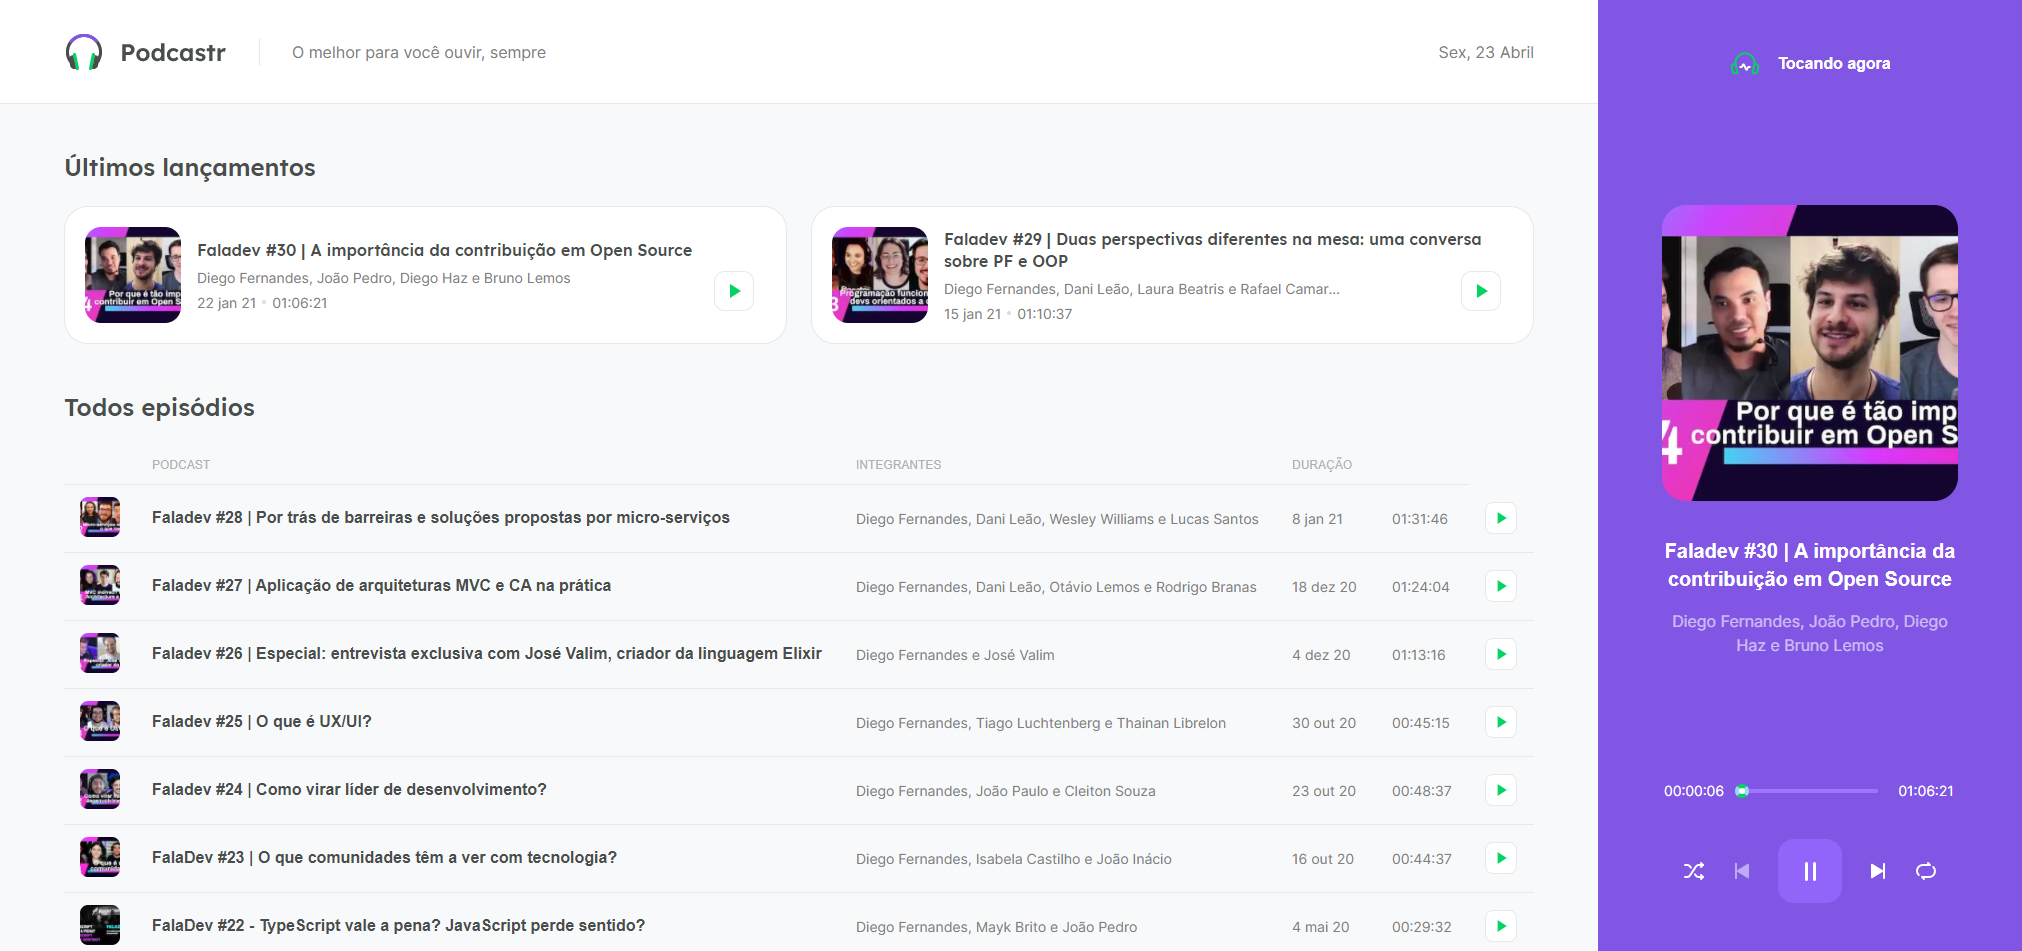 Podcastr
O melhor para você ouvir, sempre
Sex, 23 Abril
Últimos lançamentos
Faladev #30 | A importância da contribuição em Open Source
Diego Fernandes, João Pedro, Diego Haz e Bruno Lemos
22 jan 21 • 01:06:21
Faladev #29 | Duas perspectivas diferentes na mesa: uma conversa
sobre PF e OOP
Diego Fernandes, Dani Leão, Laura Beatris e Rafael Camar...
15 jan 21 • 01:10:37
Todos episódios
PODCAST INTEGRANTES DURAÇÃO
Faladev #28 | Por trás de barreiras e soluções propostas por micro-serviços Diego Fernandes, Dani Leão, Wesley Williams e Lucas Santos 8 jan 21 01:31:46
Faladev #27 | Aplicação de arquiteturas MVC e CA na prática Diego Fernandes, Dani Leão, Otávio Lemos e Rodrigo Branas 18 dez 20 01:24:04
Faladev #26 | Especial: entrevista exclusiva com José Valim, criador da linguagem Elixir Diego Fernandes e José Valim 4 dez 20 01:13:16
Faladev #25 | O que é UX/UI? Diego Fernandes, Tiago Luchtenberg e Thainan Librelon 30 out 20 00:45:15
Faladev #24 | Como virar líder de desenvolvimento? Diego Fernandes, João Paulo e Cleiton Souza 23 out 20 00:48:37
FalaDev #23 | O que comunidades têm a ver com tecnologia? Diego Fernandes, Isabela Castilho e João Inácio 16 out 20 00:44:37
FalaDev #22 - TypeScript vale a pena? JavaScript perde sentido? Diego Fernandes, Mayk Brito e João Pedro 4 mai 20 00:29:32
Tocando agora
Por que é tão imp
4 contribuir em Open S
Faladev #30 | A importância da
contribuição em Open Source
Diego Fernandes, João Pedro, Diego
Haz e Bruno Lemos
00:00:06 01:06:21